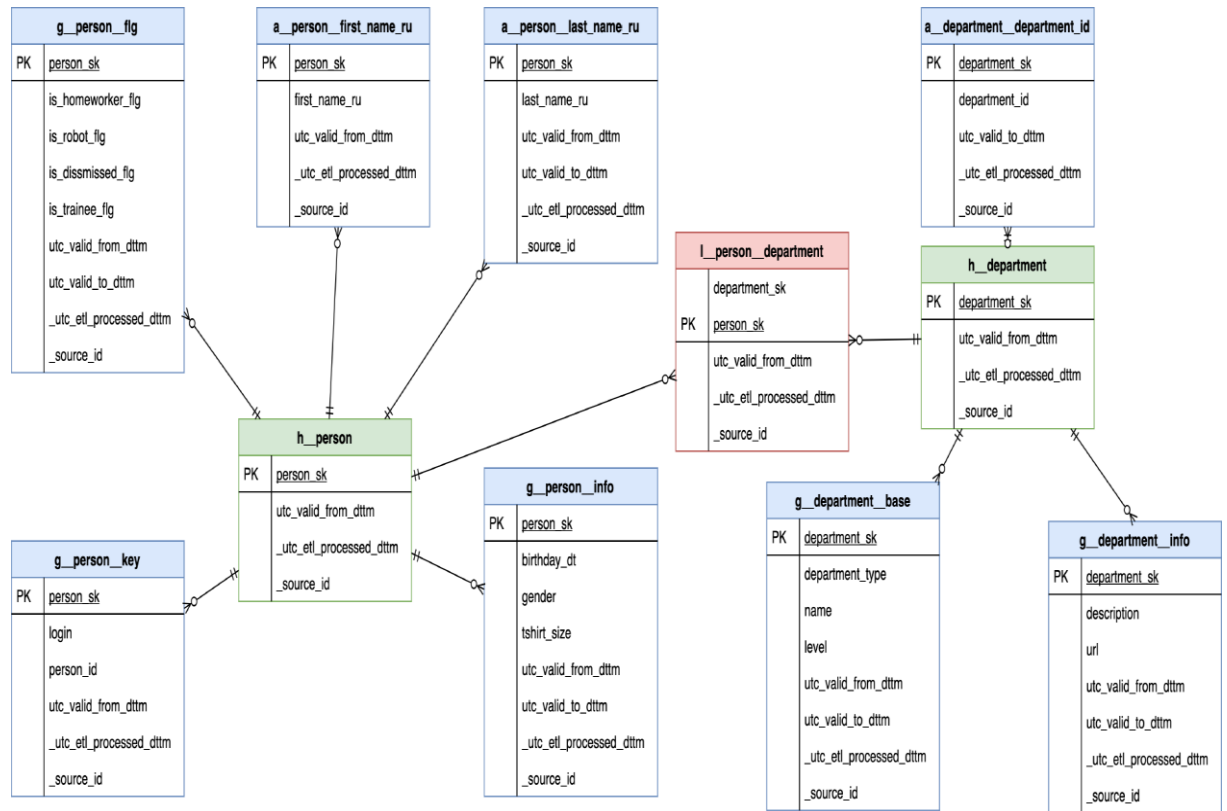 g__person_flg
PK person_sk
is_homeworker_flg
is_robot_flg
is_dissmissed_flg
is_trainee_flg
utc_valid_from_dttm
utc_valid_to_dttm
_utc_etl_processed_dttm
_source_id
a__person__first_name_ru
PK person_sk
first_name_ru
utc_valid_from_dttm
_utc_etl_processed_dttm
_source_id
a__person__last_name_ru
PK person_sk
last_name_ru
utc_valid_from_dttm
utc_valid_to_dttm
_utc_etl_processed_dttm
_source_id
a__department__department_id
PK department_sk
department_id
utc_valid_to_dttm
_utc_etl_processed_dttm
_source_id
l__person__department
department_sk
PK person_sk
utc_valid_from_dttm
_utc_etl_processed_dttm
_source_id
h__department
PK department_sk
utc_valid_from_dttm
_utc_etl_processed_dttm
_source_id
h__person
PK person_sk
utc_valid_from_dttm
_utc_etl_processed_dttm
_source_id
g__person__key
PK person_sk
login
person_id
utc_valid_from_dttm
_utc_etl_processed_dttm
_source_id
g__person__info
PK person_sk
birthday_dt
gender
tshirt_size
utc_valid_from_dttm
utc_valid_to_dttm
_utc_etl_processed_dttm
_source_id
g__department__base
PK department_sk
department_type
name
level
utc_valid_from_dttm
utc_valid_to_dttm
_utc_etl_processed_dttm
_source_id
g__department__info
PK department_sk
description
url
utc_valid_from_dttm
utc_valid_to_dttm
_utc_etl_processed_dttm
_source_id